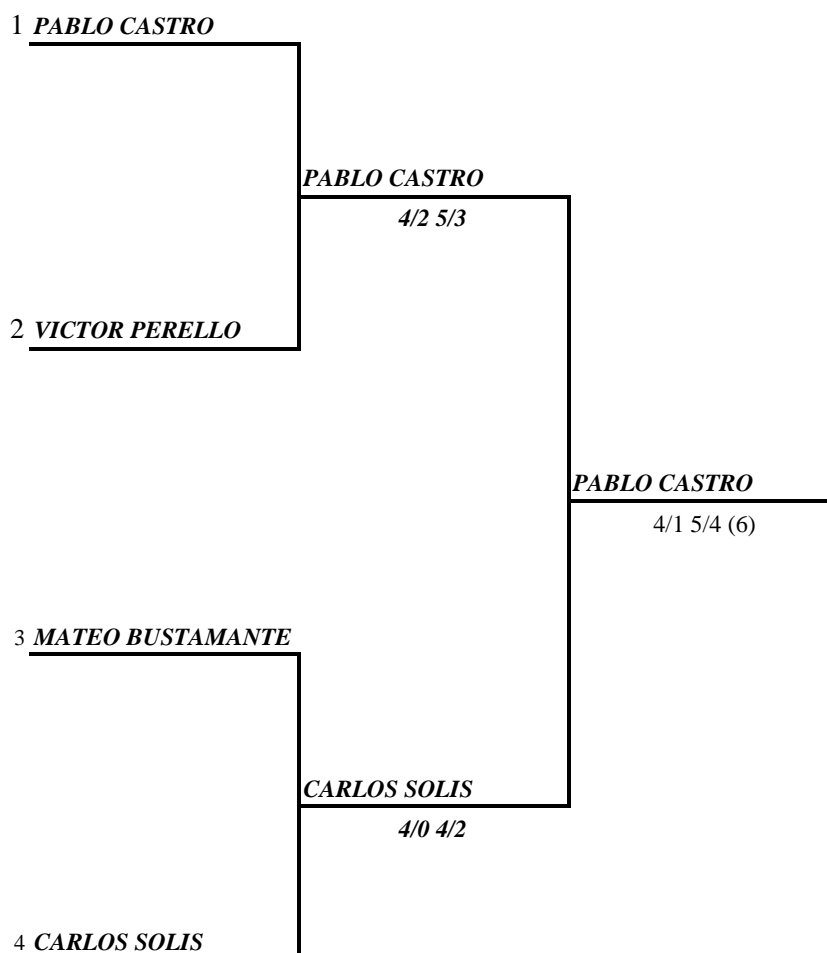 1 PABLO CASTRO
PABLO CASTRO
4/2 5/3
2 VICTOR PERELLO
PABLO CASTRO
4/1 5/4 (6)
3 MATEO BUSTAMANTE
CARLOS SOLIS
4/0 4/2
4 CARLOS SOLIS